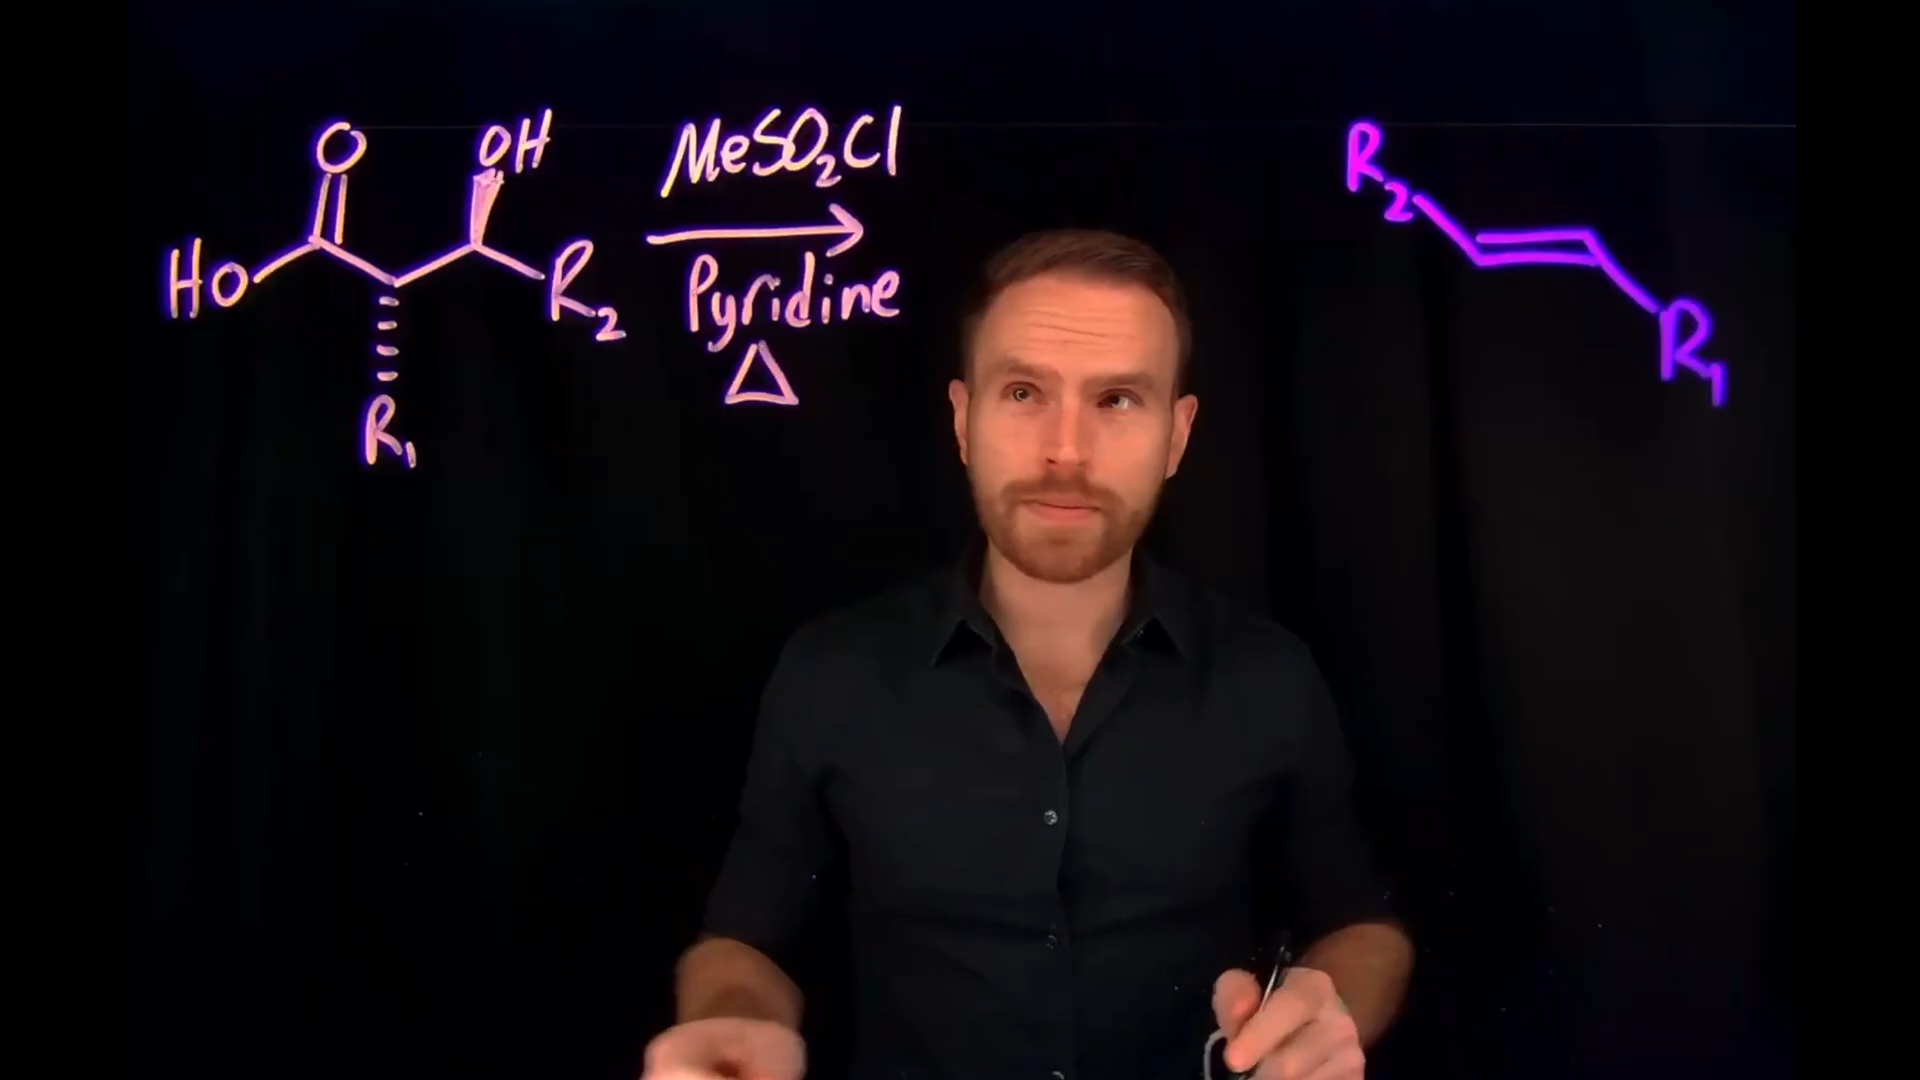 O
OH
HO
R₂
R₁
MeSO₂Cl
Pyridine
△
R₂
R₁